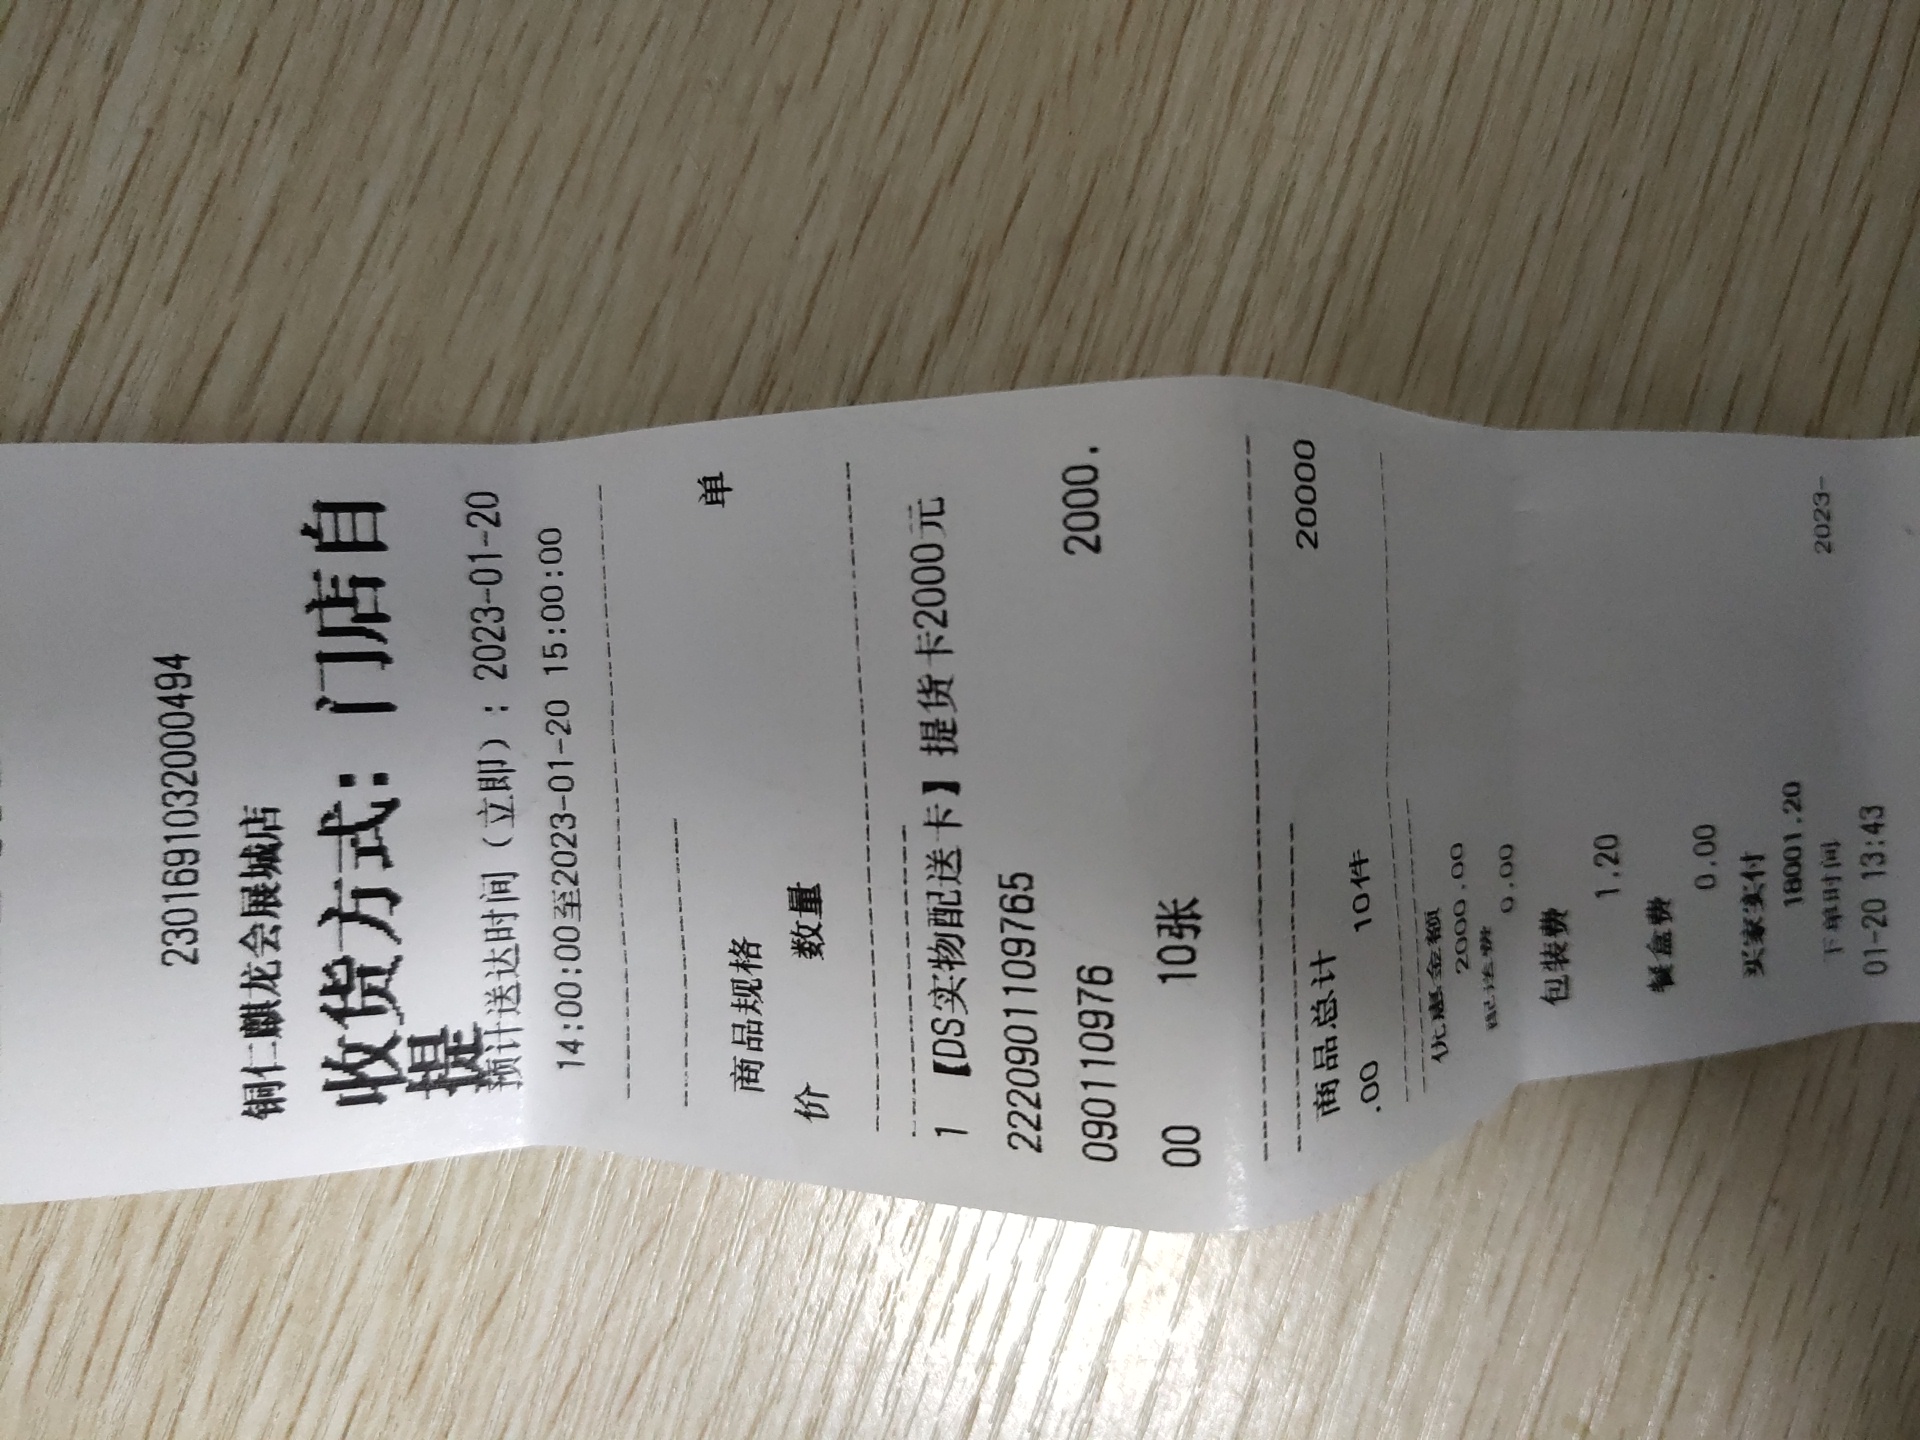 2301691032000494
铜仁麒龙会展城店
收货方式：门店自
提
预计送达时间（立即）：2023-01-20
14:00:00至2023-01-20 15:00:00
商品规格 单
价 数量
1 【DS实物配送卡】提货卡2000元
2220901109765
0901109976 2000.
00 10张
商品总计 20000
.00 10件
优惠金额
2000.00
配送费
0.00
包装费
1.20
餐盒费
0.00
买家实付
18001.20
下单时间 2023-
01-20 13:43